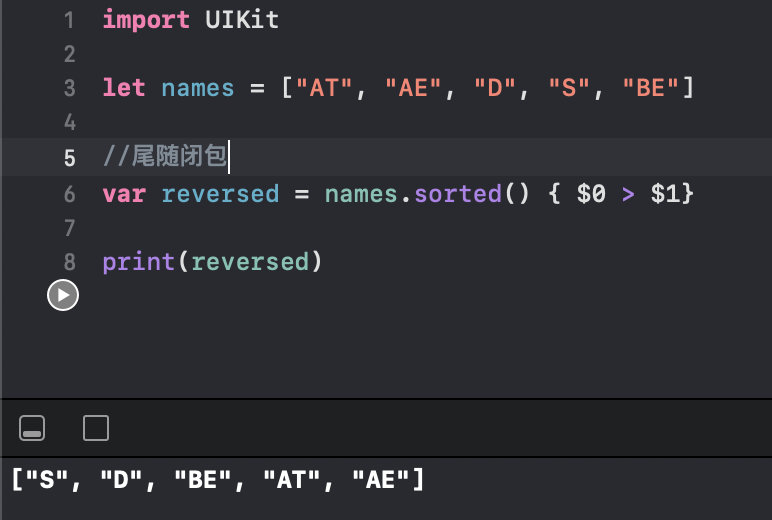 1 import UIKit
2
3 let names = ["AT", "AE", "D", "S", "BE"]
4
5 //尾随闭包
6 var reversed = names.sorted() { $0 > $1}
7
8 print(reversed)
["S", "D", "BE", "AT", "AE"]